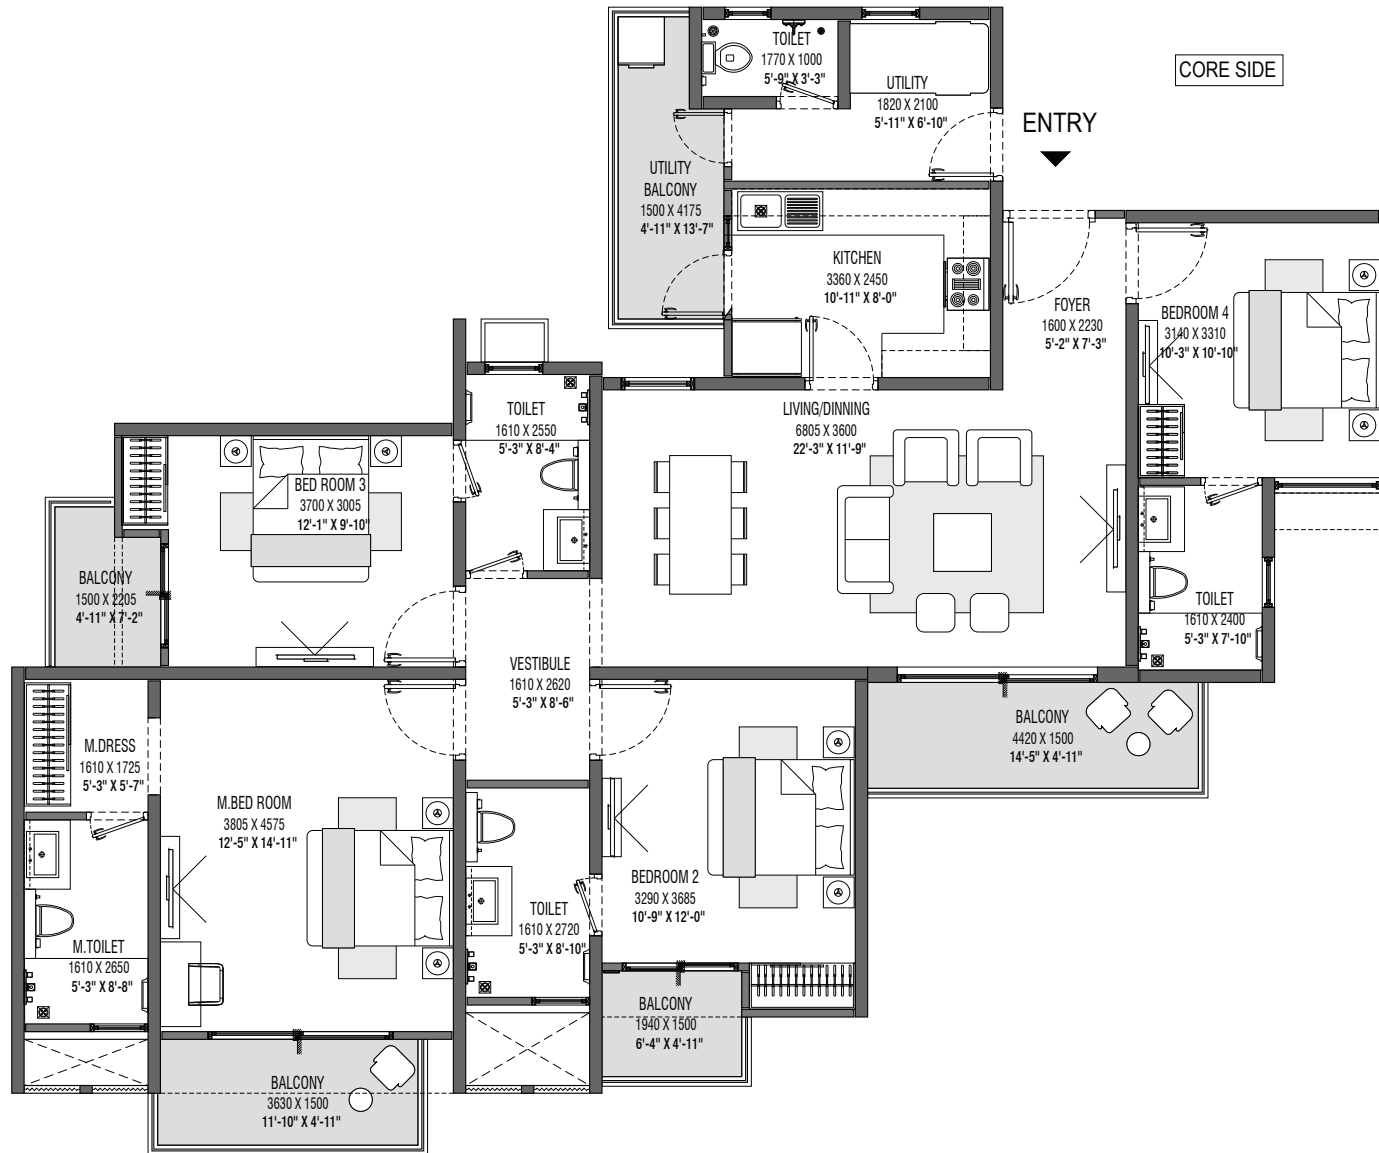 CORE SIDE
ENTRY
TOILET
1770 X 1000
5'-9" X 3'-3"
UTILITY
1820 X 2100
5'-11" X 6'-10"
UTILITY
BALCONY
1500 X 4175
4'-11" X 13'-7"
KITCHEN
3360 X 2450
10'-11" X 8'-0"
FOYER
1600 X 2230
5'-2" X 7'-3"
BEDROOM 4
3140 X 3310
10'-3" X 10'-10"
LIVING/DINNING
6805 X 3600
22'-3" X 11'-9"
TOILET
1610 X 2550
5'-3" X 8'-4"
BED ROOM 3
3700 X 3005
12'-1" X 9'-10"
BALCONY
1500 X 2205
4'-11" X 7'-2"
TOILET
1610 X 2400
5'-3" X 7'-10"
VESTIBULE
1610 X 2620
5'-3" X 8'-6"
BALCONY
4420 X 1500
14'-5" X 4'-11"
M.DRESS
1610 X 1725
5'-3" X 5'-7"
M.BED ROOM
3805 X 4575
12'-5" X 14'-11"
BEDROOM 2
3290 X 3685
10'-9" X 12'-0"
TOILET
1610 X 2720
5'-3" X 8'-10"
M.TOILET
1610 X 2650
5'-3" X 8'-8"
BALCONY
1940 X 1500
6'-4" X 4'-11"
BALCONY
3630 X 1500
11'-10" X 4'-11"